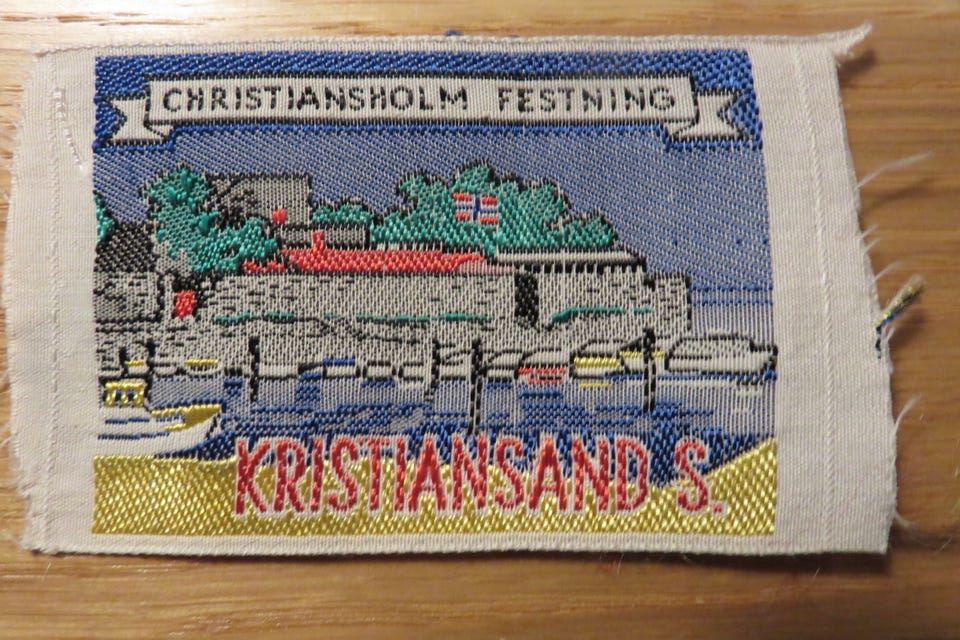 CHRISTIANSHOLM FESTNING
KRISTIANSAND S.